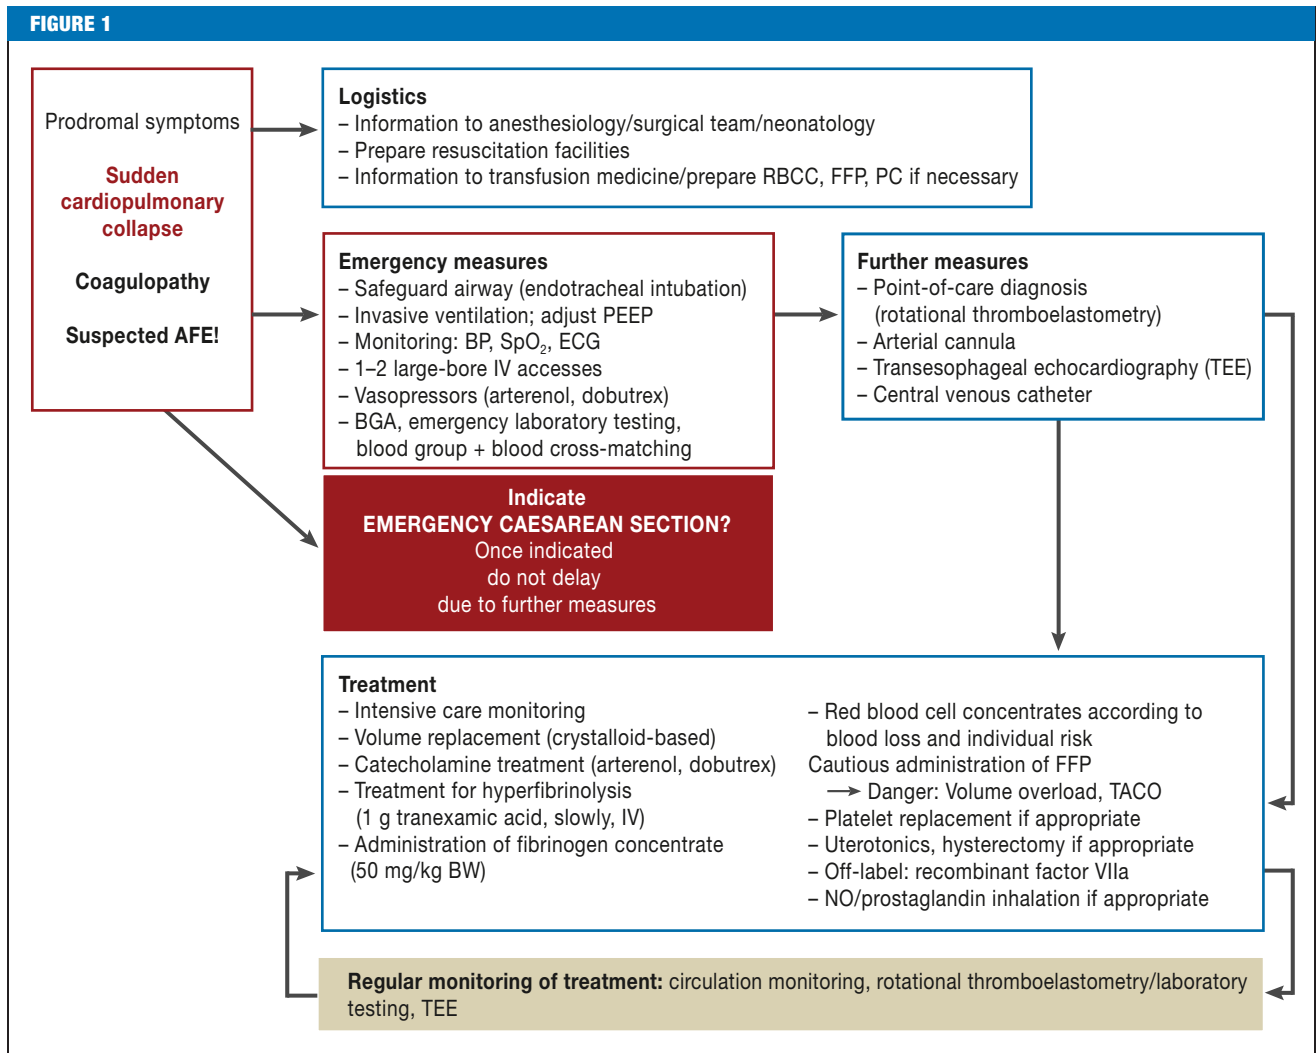 FIGURE 1
Prodromal symptoms
Sudden
cardiopulmonary
collapse
Coagulopathy
Suspected AFE!
Logistics
– Information to anesthesiology/surgical team/neonatology
– Prepare resuscitation facilities
– Information to transfusion medicine/prepare RBCC, FFP, PC if necessary
Emergency measures
– Safeguard airway (endotracheal intubation)
– Invasive ventilation; adjust PEEP
– Monitoring: BP, SpO₂, ECG
– 1–2 large-bore IV accesses
– Vasopressors (arterenol, dobutrex)
– BGA, emergency laboratory testing,
blood group + blood cross-matching
Further measures
– Point-of-care diagnosis
(rotational thromboelastometry)
– Arterial cannula
– Transesophageal echocardiography (TEE)
– Central venous catheter
Indicate
EMERGENCY CAESAREAN SECTION?
Once indicated
do not delay
due to further measures
Treatment
– Intensive care monitoring
– Volume replacement (crystalloid-based)
– Catecholamine treatment (arterenol, dobutrex)
– Treatment for hyperfibrinolysis
(1 g tranexamic acid, slowly, IV)
– Administration of fibrinogen concentrate
(50 mg/kg BW)
– Red blood cell concentrates according to
blood loss and individual risk
Cautious administration of FFP
→ Danger: Volume overload, TACO
– Platelet replacement if appropriate
– Uterotonics, hysterectomy if appropriate
– Off-label: recombinant factor VIIa
– NO/prostaglandin inhalation if appropriate
Regular monitoring of treatment: circulation monitoring, rotational thromboelastometry/laboratory
testing, TEE